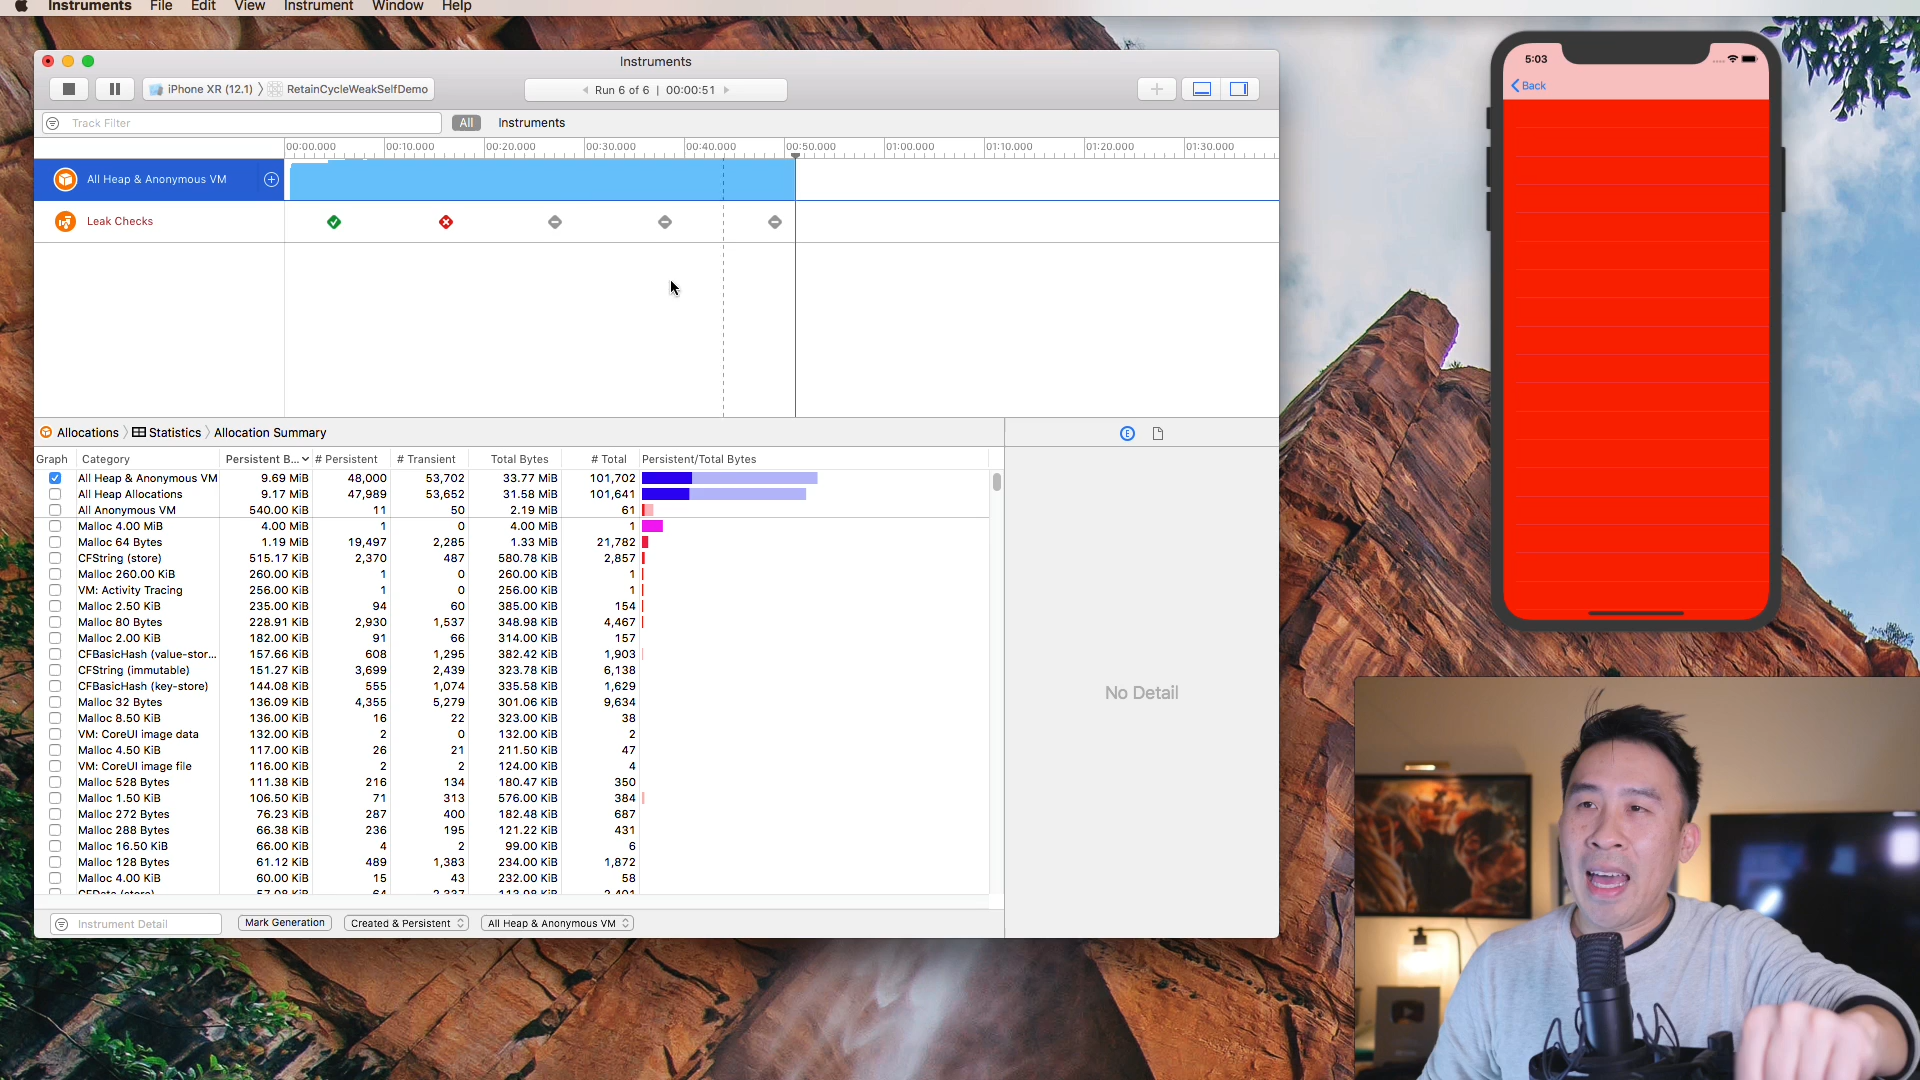 Instruments File Edit View Instrument Window Help
Instruments
iPhone XR (12.1) RetainCycleWeakSelfDemo
Run 6 of 6 | 00:00:51
Track Filter All Instruments
00:00.000 00:10.000 00:20.000 00:30.000 00:40.000 00:50.000 01:00.000 01:10.000 01:20.000 01:30.000
All Heap & Anonymous VM
Leak Checks
Allocations Statistics Allocation Summary
Graph Category Persistent B... # Persistent # Transient Total Bytes # Total Persistent/Total Bytes
All Heap & Anonymous VM 9.69 MiB 48,000 53,702 33.77 MiB 101,702
All Heap Allocations 9.17 MiB 47,989 53,652 31.58 MiB 101,641
All Anonymous VM 540.00 KiB 11 50 2.19 MiB 61
Malloc 4.00 MiB 4.00 MiB 1 0 4.00 MiB 1
Malloc 64 Bytes 1.19 MiB 19,497 2,285 1.33 MiB 21,782
CFString (store) 515.17 KiB 2,370 487 580.78 KiB 2,857
Malloc 260.00 KiB 260.00 KiB 1 0 260.00 KiB 1
VM: Activity Tracing 256.00 KiB 1 0 256.00 KiB 1
Malloc 2.50 KiB 235.00 KiB 94 60 385.00 KiB 154
Malloc 80 Bytes 228.91 KiB 2,930 1,537 348.98 KiB 4,467
Malloc 2.00 KiB 182.00 KiB 91 66 314.00 KiB 157
CFBasicHash (value-stor... 157.66 KiB 608 1,295 382.42 KiB 1,903
CFString (immutable) 151.27 KiB 3,699 2,439 323.78 KiB 6,138
CFBasicHash (key-store) 144.08 KiB 555 1,074 335.58 KiB 1,629
Malloc 32 Bytes 136.09 KiB 4,355 5,279 301.06 KiB 9,634
Malloc 8.50 KiB 136.00 KiB 16 22 323.00 KiB 38
VM: CoreUI image data 132.00 KiB 2 0 132.00 KiB 2
Malloc 4.50 KiB 117.00 KiB 26 21 211.50 KiB 47
VM: CoreUI image file 116.00 KiB 2 2 124.00 KiB 4
Malloc 528 Bytes 111.38 KiB 216 134 180.47 KiB 350
Malloc 1.50 KiB 106.50 KiB 71 313 576.00 KiB 384
Malloc 272 Bytes 76.23 KiB 287 400 182.48 KiB 687
Malloc 288 Bytes 66.38 KiB 236 195 121.22 KiB 431
Malloc 16.50 KiB 66.00 KiB 4 2 99.00 KiB 6
Malloc 128 Bytes 61.12 KiB 489 1,383 234.00 KiB 1,872
Malloc 4.00 KiB 60.00 KiB 15 43 232.00 KiB 58
CFData (store) 57.08 KiB 64 2,337 113.98 KiB 2,401
Instrument Detail Mark Generation Created & Persistent All Heap & Anonymous VM
No Detail
5:03
Back